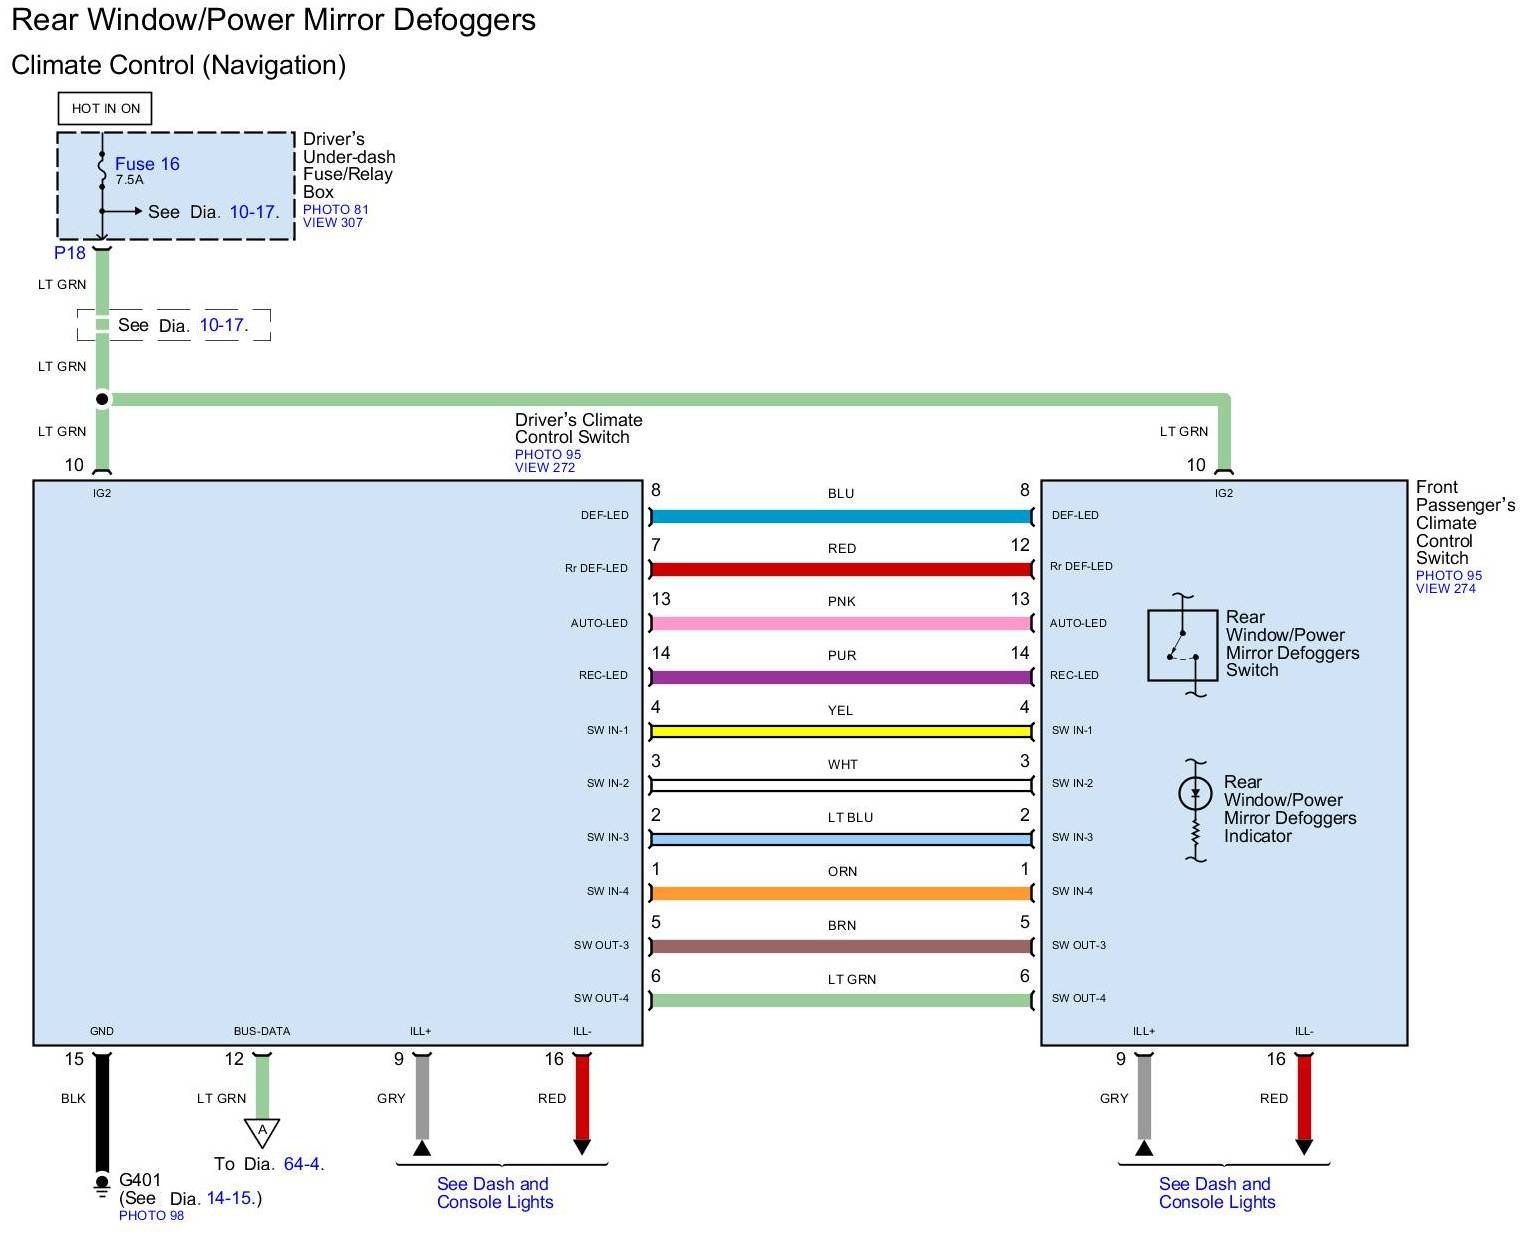 Rear Window/Power Mirror Defoggers
Climate Control (Navigation)
HOT IN ON
Fuse 16
7.5A
See Dia. 10-17.
Driver's
Under-dash
Fuse/Relay
Box
PHOTO 81
VIEW 307
P18
LT GRN
See Dia. 10-17.
LT GRN
LT GRN
10
Driver's Climate
Control Switch
PHOTO 95
VIEW 272
LT GRN
10
IG2
IG2
Front
Passenger's
Climate
Control
Switch
PHOTO 95
VIEW 274
8 BLU 8
DEF-LED DEF-LED
7 RED 12
Rr DEF-LED Rr DEF-LED
13 PNK 13
AUTO-LED AUTO-LED
14 PUR 14
REC-LED REC-LED
4 YEL 4
SW IN-1 SW IN-1
3 WHT 3
SW IN-2 SW IN-2
2 LT BLU 2
SW IN-3 SW IN-3
1 ORN 1
SW IN-4 SW IN-4
5 BRN 5
SW OUT-3 SW OUT-3
6 LT GRN 6
SW OUT-4 SW OUT-4
Rear
Window/Power
Mirror Defoggers
Switch
Rear
Window/Power
Mirror Defoggers
Indicator
GND BUS-DATA ILL+ ILL-
15 12 9 16
BLK LT GRN GRY RED
A
To Dia. 64-4.
G401
(See Dia. 14-15.)
PHOTO 98
See Dash and
Console Lights
ILL+ ILL-
9 16
GRY RED
See Dash and
Console Lights